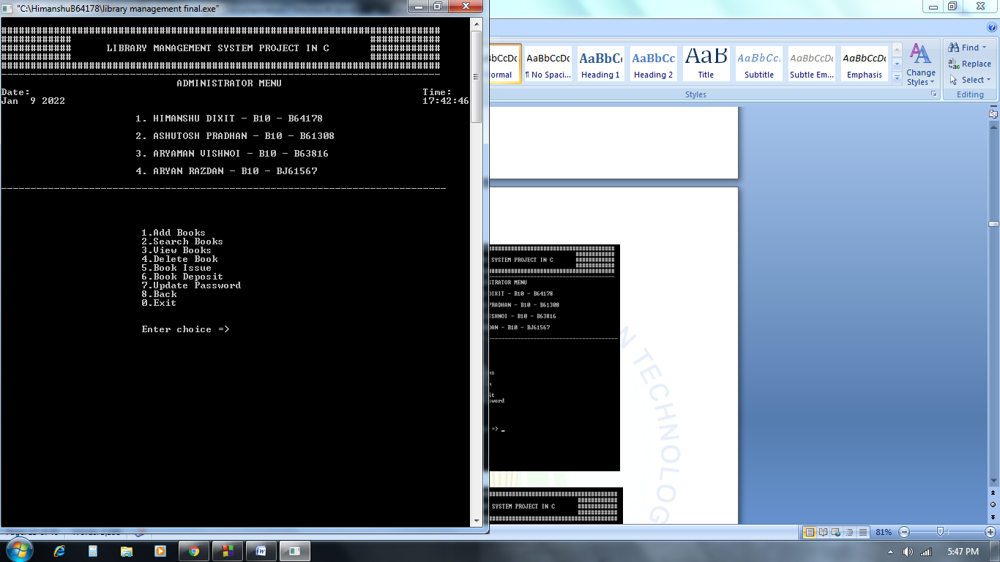 "C:\HimanshuB64178\library management final.exe"
###########################################################################
############ ############
############ LIBRARY MANAGEMENT SYSTEM PROJECT IN C ############
############ ############
###########################################################################
ADMINISTRATOR MENU
Date: Time:
Jan 9 2022 17:42:46
1. HIMANSHU DIXIT - B10 - B64178
2. ASHUTOSH PRADHAN - B10 - B61308
3. ARYAMAN VISHNOI - B10 - B63816
4. ARYAN RAZDAN - B10 - BJ61567
1.Add Books
2.Search Books
3.View Books
4.Delete Book
5.Book Issue
6.Book Deposit
7.Update Password
8.Back
0.Exit
Enter choice =>
bCcDc AaBbCcDc AaBbC AaBbCc AaB AaBbCc. AaBbCcDc AaBbCcDc
ormal ¶ No Spaci... Heading 1 Heading 2 Title Subtitle Subtle Em... Emphasis
Change Styles
Styles
Find
Replace
Select
Editing
SYSTEM PROJECT IN C
STRATOR MENU
DIXIT - B10 - B64178
PRADHAN - B10 - B61308
ISHNOI - B10 - B63816
DAN - B10 - BJ61567
ks
k
it
sword
=> _
N TECHNOLOG
SYSTEM PROJECT IN C
81%
5:47 PM